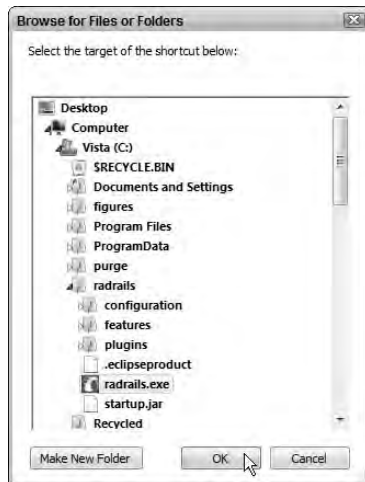 Browse for Files or Folders
Select the target of the shortcut below:
Desktop
Computer
Vista (C:)
$RECYCLE.BIN
Documents and Settings
figures
Program Files
ProgramData
purge
radrails
configuration
features
plugins
.eclipseproduct
radrails.exe
startup.jar
Recycled
Make New Folder
OK
Cancel